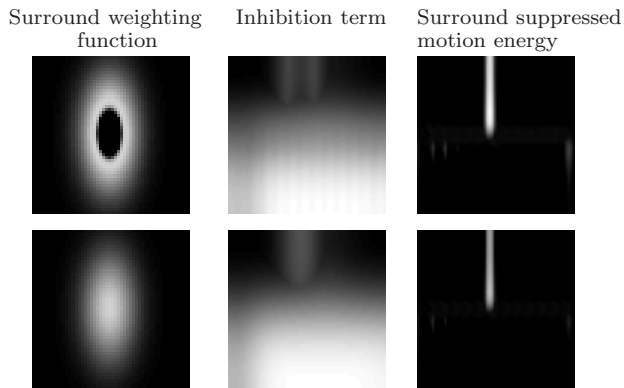 Surround weighting function
Inhibition term
Surround suppressed motion energy